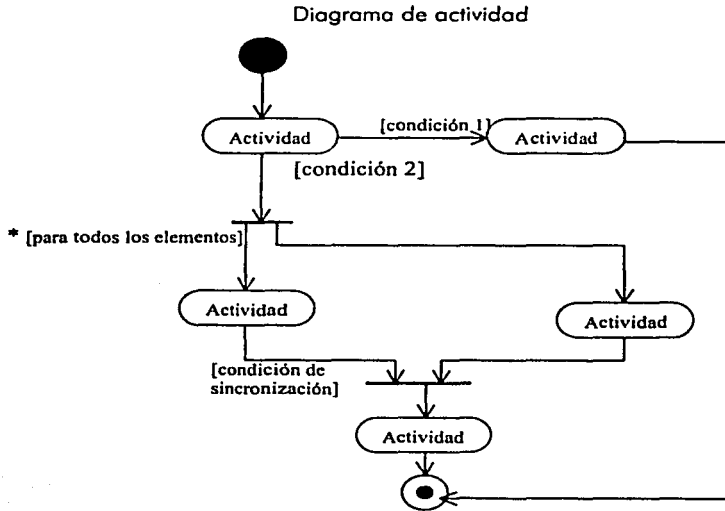 Diagrama de actividad
Actividad
[condición 1]
Actividad
[condición 2]
* [para todos los elementos]
Actividad
Actividad
[condición de
sincronización]
Actividad